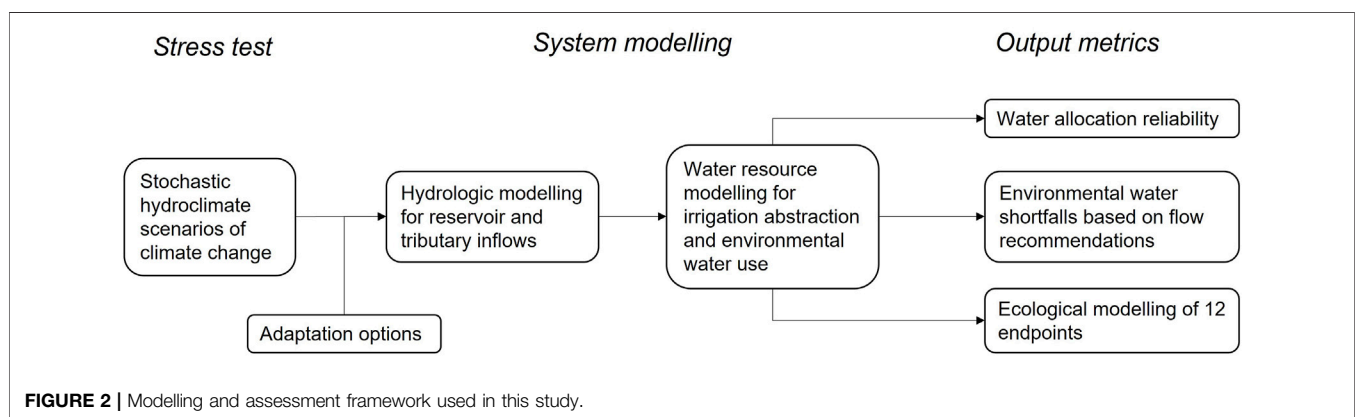 Stress test
System modelling
Output metrics
Stochastic
hydroclimate
scenarios of
climate change
Adaptation options
Hydrologic modelling
for reservoir and
tributary inflows
Water resource
modelling for
irrigation abstraction
and environmental
water use
Water allocation reliability
Environmental water
shortfalls based on flow
recommendations
Ecological modelling of 12
endpoints
FIGURE 2 | Modelling and assessment framework used in this study.